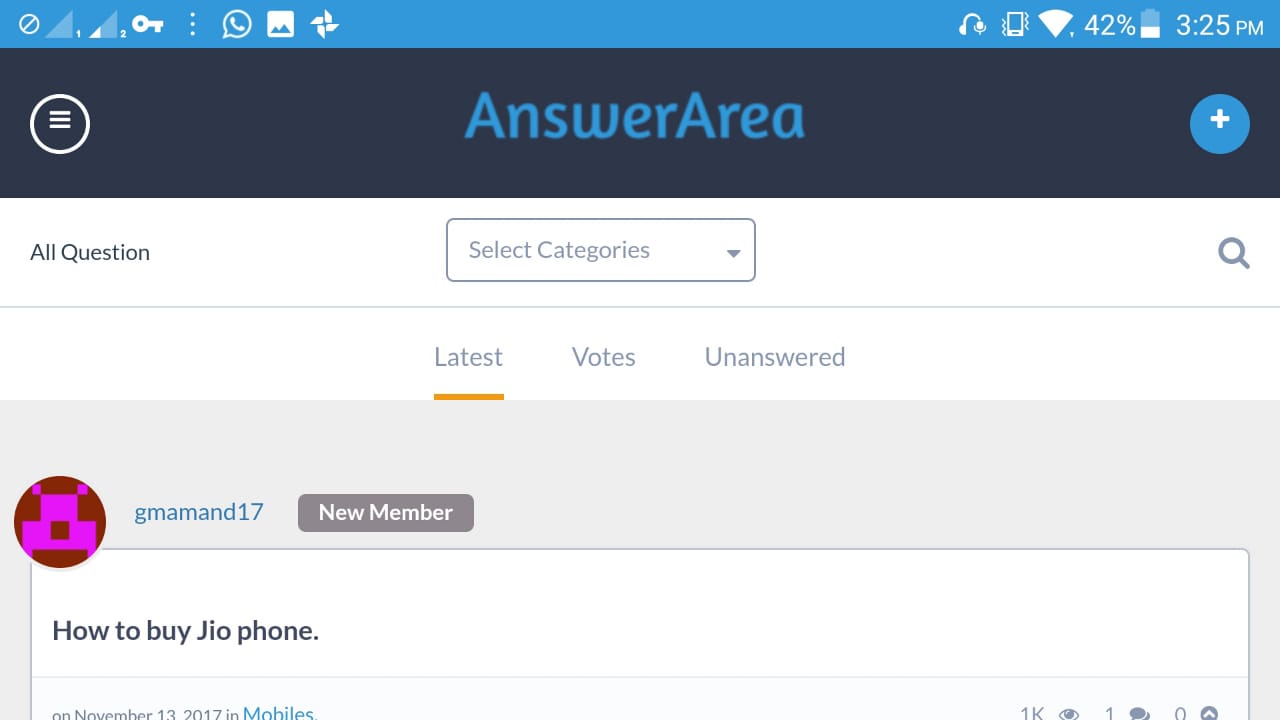 1 2 42% 3:25 PM
AnswerArea
All Question Select Categories
Latest Votes Unanswered
gmamand17 New Member
How to buy Jio phone.
on November 13, 2017 in Mobiles. 1K 1 0